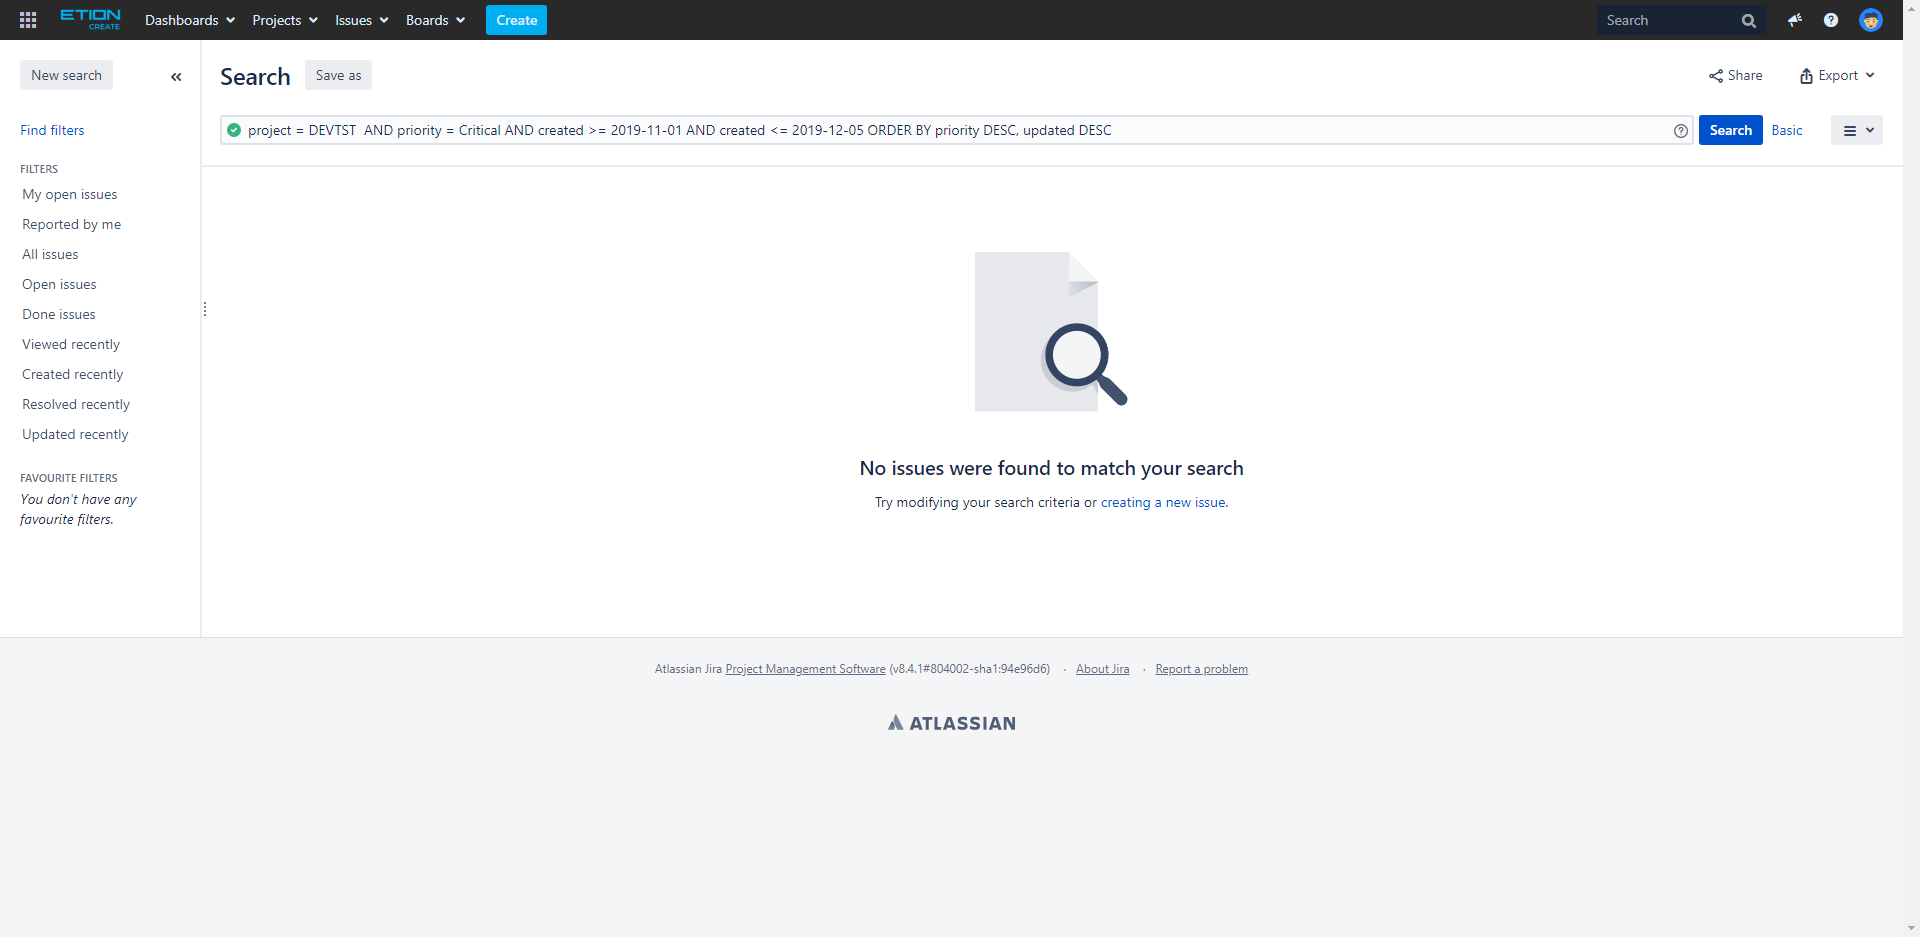 ETION
CREATE
Dashboards Projects Issues Boards Create Search
New search
Search Save as Share Export
Find filters
project = DEVTST  AND priority = Critical AND created >= 2019-11-01 AND created <= 2019-12-05 ORDER BY priority DESC, updated DESC Search Basic
FILTERS
My open issues
Reported by me
All issues
Open issues
Done issues
Viewed recently
Created recently
Resolved recently
Updated recently
FAVOURITE FILTERS
You don't have any
favourite filters.
No issues were found to match your search
Try modifying your search criteria or creating a new issue.
Atlassian Jira Project Management Software (v8.4.1#804002-sha1:94e96d6) · About Jira · Report a problem
ATLASSIAN